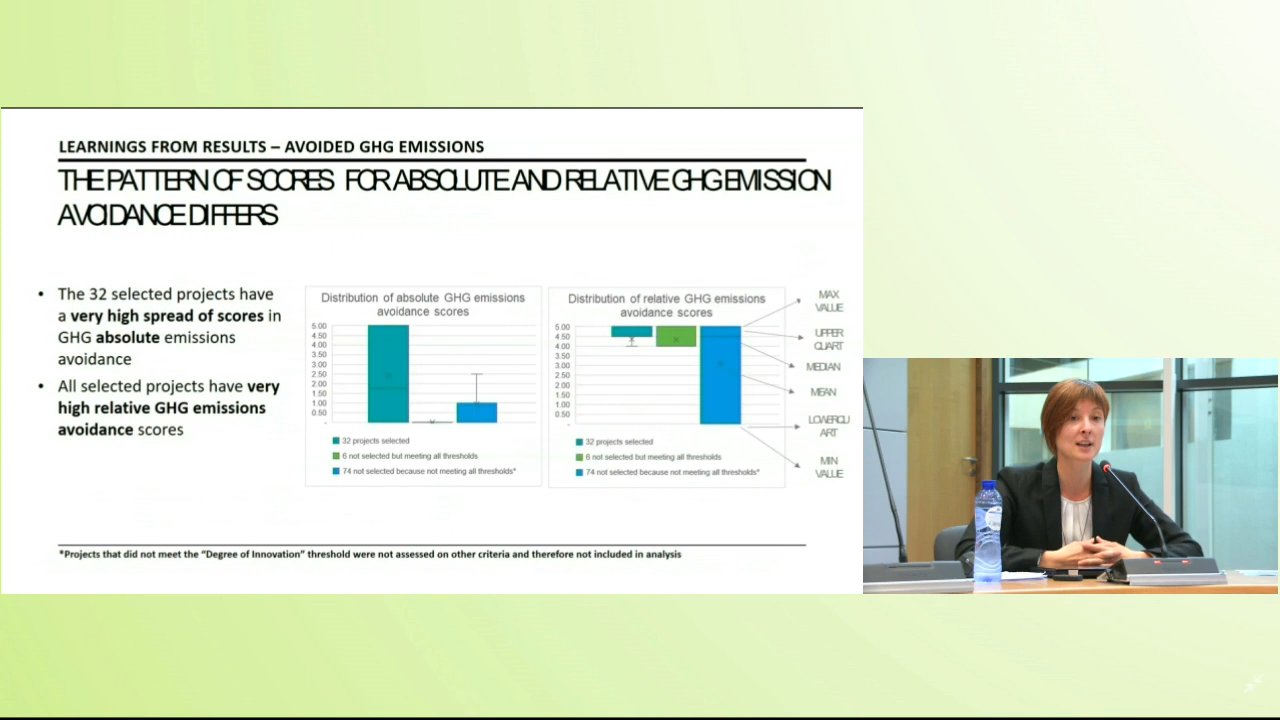 LEARNINGS FROM RESULTS – AVOIDED GHG EMISSIONS
THE PATTERN OF SCORES FOR ABSOLUTE AND RELATIVE GHG EMISSION
AVOIDANCE DIFFERS
• The 32 selected projects have
a very high spread of scores in
GHG absolute emissions
avoidance
• All selected projects have very
high relative GHG emissions
avoidance scores
Distribution of absolute GHG emissions
avoidance scores
5.00
4.50
4.00
3.50
3.00
2.50
2.00
1.50
1.00
0.50
-
32 projects selected
6 not selected but meeting all thresholds
74 not selected because not meeting all thresholds*
Distribution of relative GHG emissions
avoidance scores
5.00
4.50
4.00
3.50
3.00
2.50
2.00
1.50
1.00
0.50
-
32 projects selected
6 not selected but meeting all thresholds
74 not selected because not meeting all thresholds*
MAX
VALUE
UPPER
QUART
MEDIAN
MEAN
LOWERQU
ART
MIN
VALUE
*Projects that did not meet the “Degree of Innovation” threshold were not assessed on other criteria and therefore not included in analysis